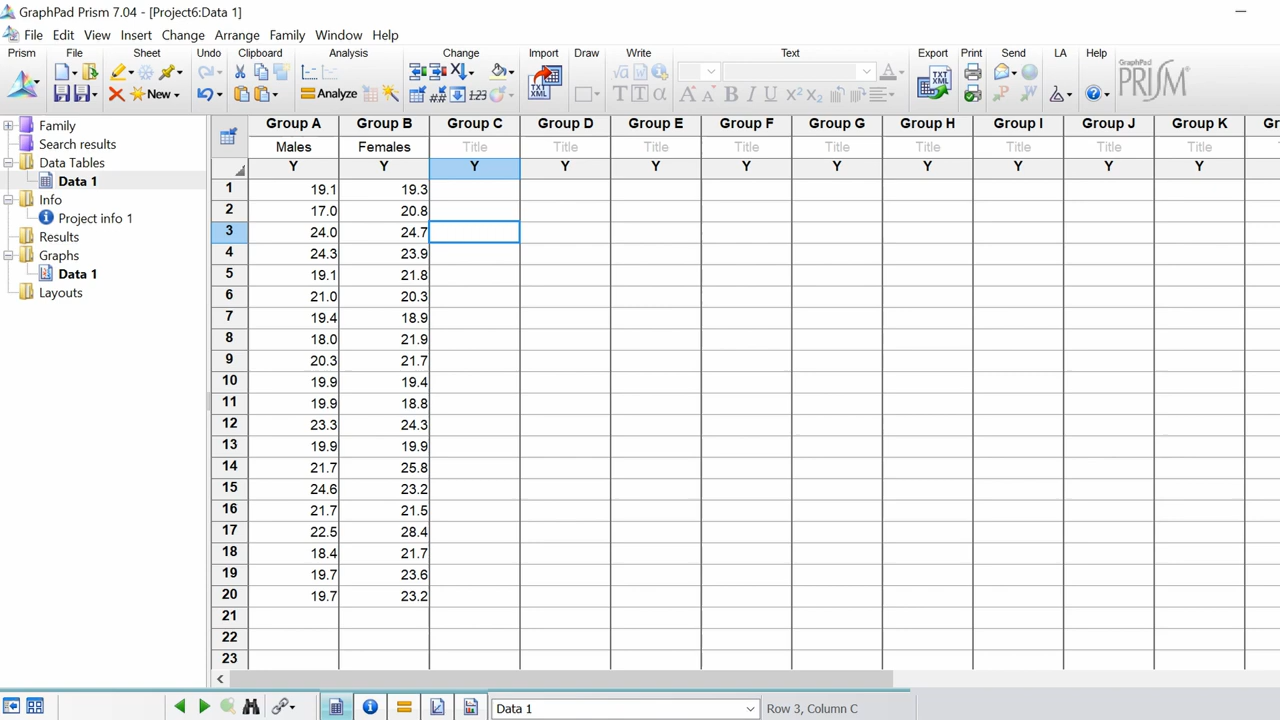 GraphPad Prism 7.04 - [Project6:Data 1]
File Edit View Insert Change Arrange Family Window Help
Prism File Sheet Undo Clipboard Analysis Change Import Draw Write Text Export Print Send LA Help
New Analyze GraphPad PRISM
Family
Search results
Data Tables
Data 1
Info
Project info 1
Results
Graphs
Data 1
Layouts
Group A Group B Group C Group D Group E Group F Group G Group H Group I Group J Group K
Males Females Title Title Title Title Title Title Title Title Title
Y Y Y Y Y Y Y Y Y Y Y
1 19.1 19.3
2 17.0 20.8
3 24.0 24.7
4 24.3 23.9
5 19.1 21.8
6 21.0 20.3
7 19.4 18.9
8 18.0 21.9
9 20.3 21.7
10 19.9 19.4
11 19.9 18.8
12 23.3 24.3
13 19.9 19.9
14 21.7 25.8
15 24.6 23.2
16 21.7 21.5
17 22.5 28.4
18 18.4 21.7
19 19.7 23.6
20 19.7 23.2
21
22
23
Data 1 Row 3, Column C